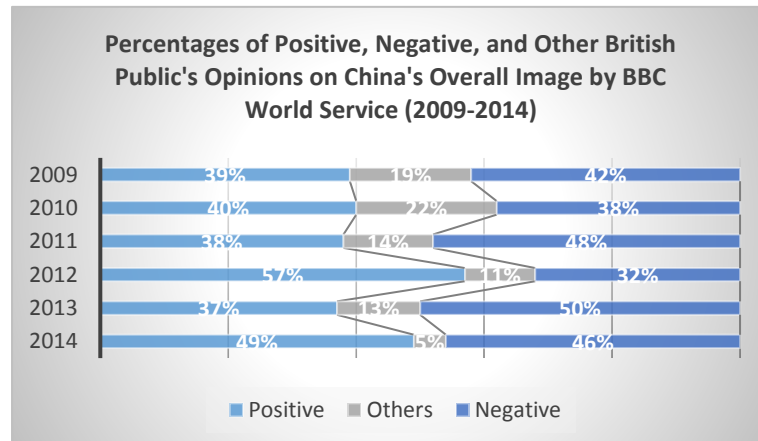 Percentages of Positive, Negative, and Other British
Public's Opinions on China's Overall Image by BBC
World Service (2009-2014)
2009 39% 19% 42%
2010 40% 22% 38%
2011 38% 14% 48%
2012 57% 11% 32%
2013 37% 13% 50%
2014 49% 5% 46%
Positive Others Negative